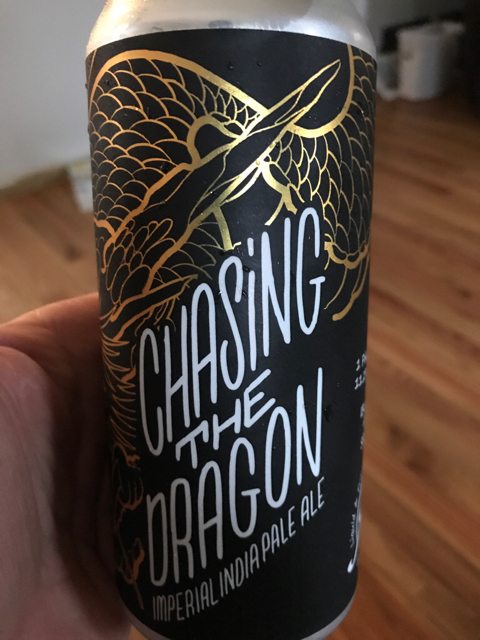 CHASING
THE
DRAGON
IMPERIAL INDIA PALE ALE